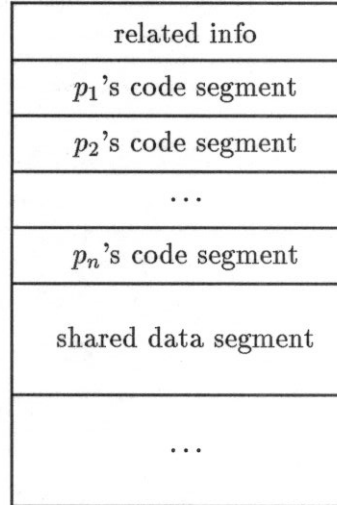 related info
p₁'s code segment
p₂'s code segment
...
pₙ's code segment
shared data segment
...